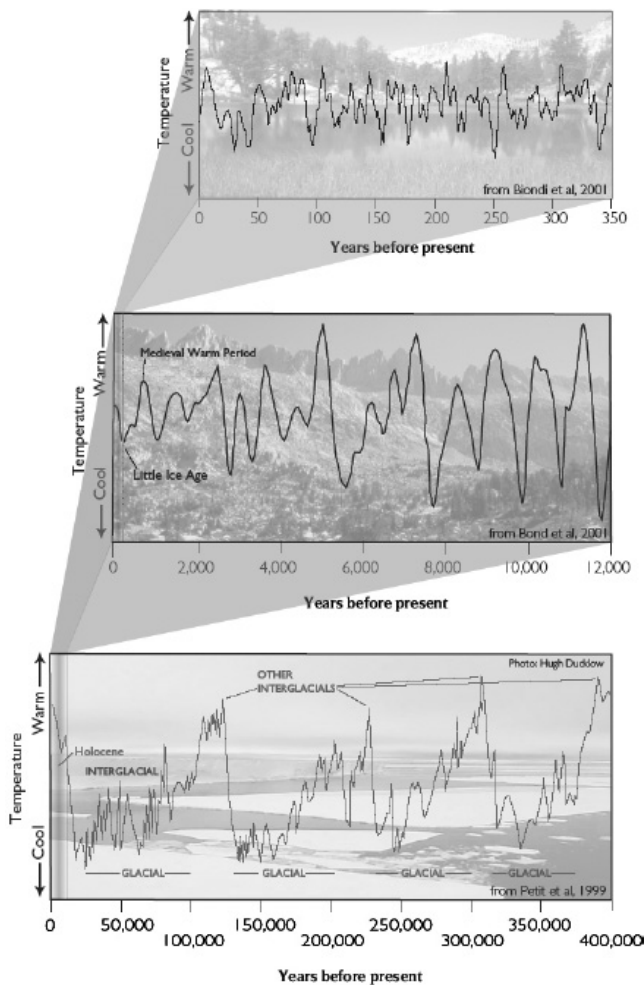 Temperature
Cool
Warm
from Biondi et al, 2001
0 50 100 150 200 250 300 350
Years before present
Temperature
Cool
Warm
Medieval Warm Period
Little Ice Age
from Bond et al, 2001
0 2,000 4,000 6,000 8,000 10,000 12,000
Years before present
Temperature
Cool
Warm
Photo: Hugh Ducklow
OTHER
INTERGLACIALS
Holocene
INTERGLACIAL
GLACIAL GLACIAL GLACIAL GLACIAL
from Petit et al, 1999
0 50,000 150,000 250,000 350,000
100,000 200,000 300,000 400,000
Years before present